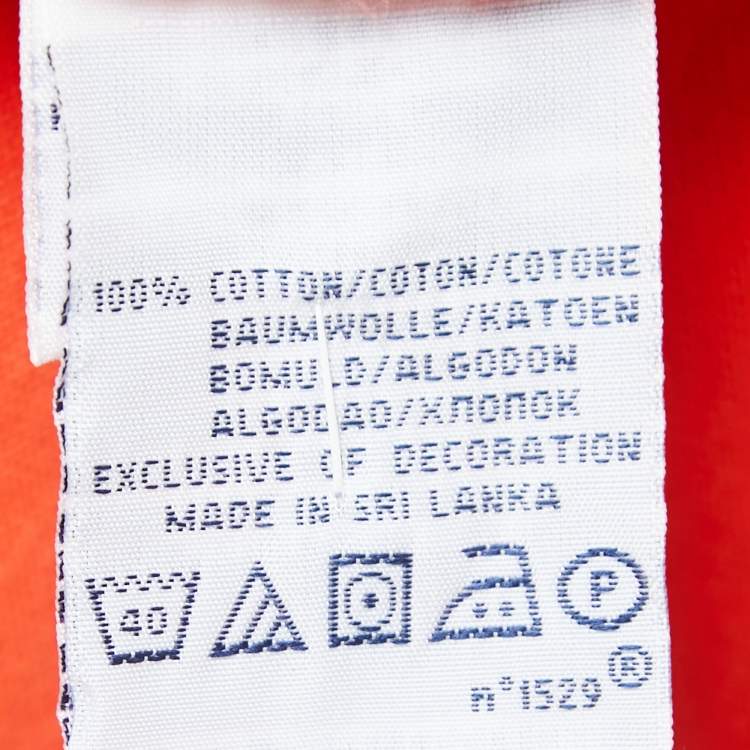 100% COTTON/COTON/COTONE
BAUMWOLLE/KATOEN
BOMULD/ALGODON
ALGODAO/ХЛОПОК
EXCLUSIVE OF DECORATION
MADE IN SRI LANKA
40 P
n°1529®